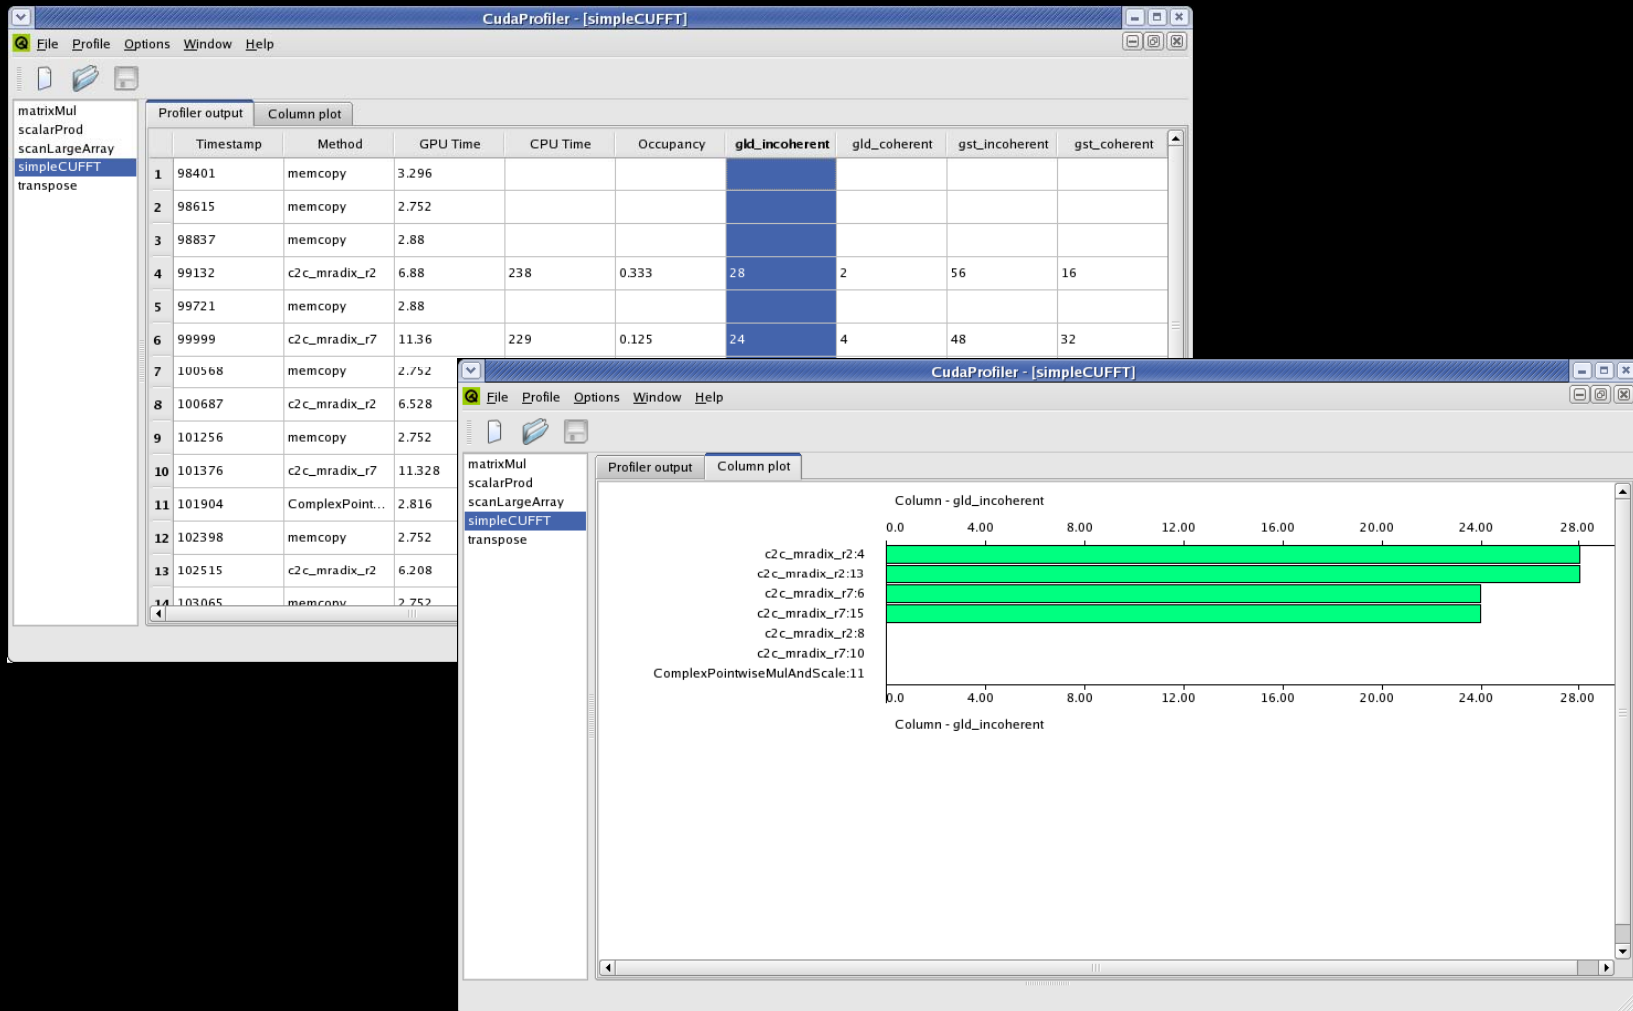 CudaProfiler - [simpleCUFFT]
File Profile Options Window Help
matrixMul
scalarProd
scanLargeArray
simpleCUFFT
transpose
Profiler output Column plot
Timestamp Method GPU Time CPU Time Occupancy gld_incoherent gld_coherent gst_incoherent gst_coherent
1 98401 memcopy 3.296
2 98615 memcopy 2.752
3 98837 memcopy 2.88
4 99132 c2c_mradix_r2 6.88 238 0.333 28 2 56 16
5 99721 memcopy 2.88
6 99999 c2c_mradix_r7 11.36 229 0.125 24 4 48 32
7 100568 memcopy 2.752
8 100687 c2c_mradix_r2 6.528
9 101256 memcopy 2.752
10 101376 c2c_mradix_r7 11.328
11 101904 ComplexPoint... 2.816
12 102398 memcopy 2.752
13 102515 c2c_mradix_r2 6.208
14 103065 memcopy 2.752
CudaProfiler - [simpleCUFFT]
File Profile Options Window Help
matrixMul
scalarProd
scanLargeArray
simpleCUFFT
transpose
Profiler output Column plot
Column - gld_incoherent
0.0 4.00 8.00 12.00 16.00 20.00 24.00 28.00
c2c_mradix_r2:4
c2c_mradix_r2:13
c2c_mradix_r7:6
c2c_mradix_r7:15
c2c_mradix_r2:8
c2c_mradix_r7:10
ComplexPointwiseMulAndScale:11
0.0 4.00 8.00 12.00 16.00 20.00 24.00 28.00
Column - gld_incoherent